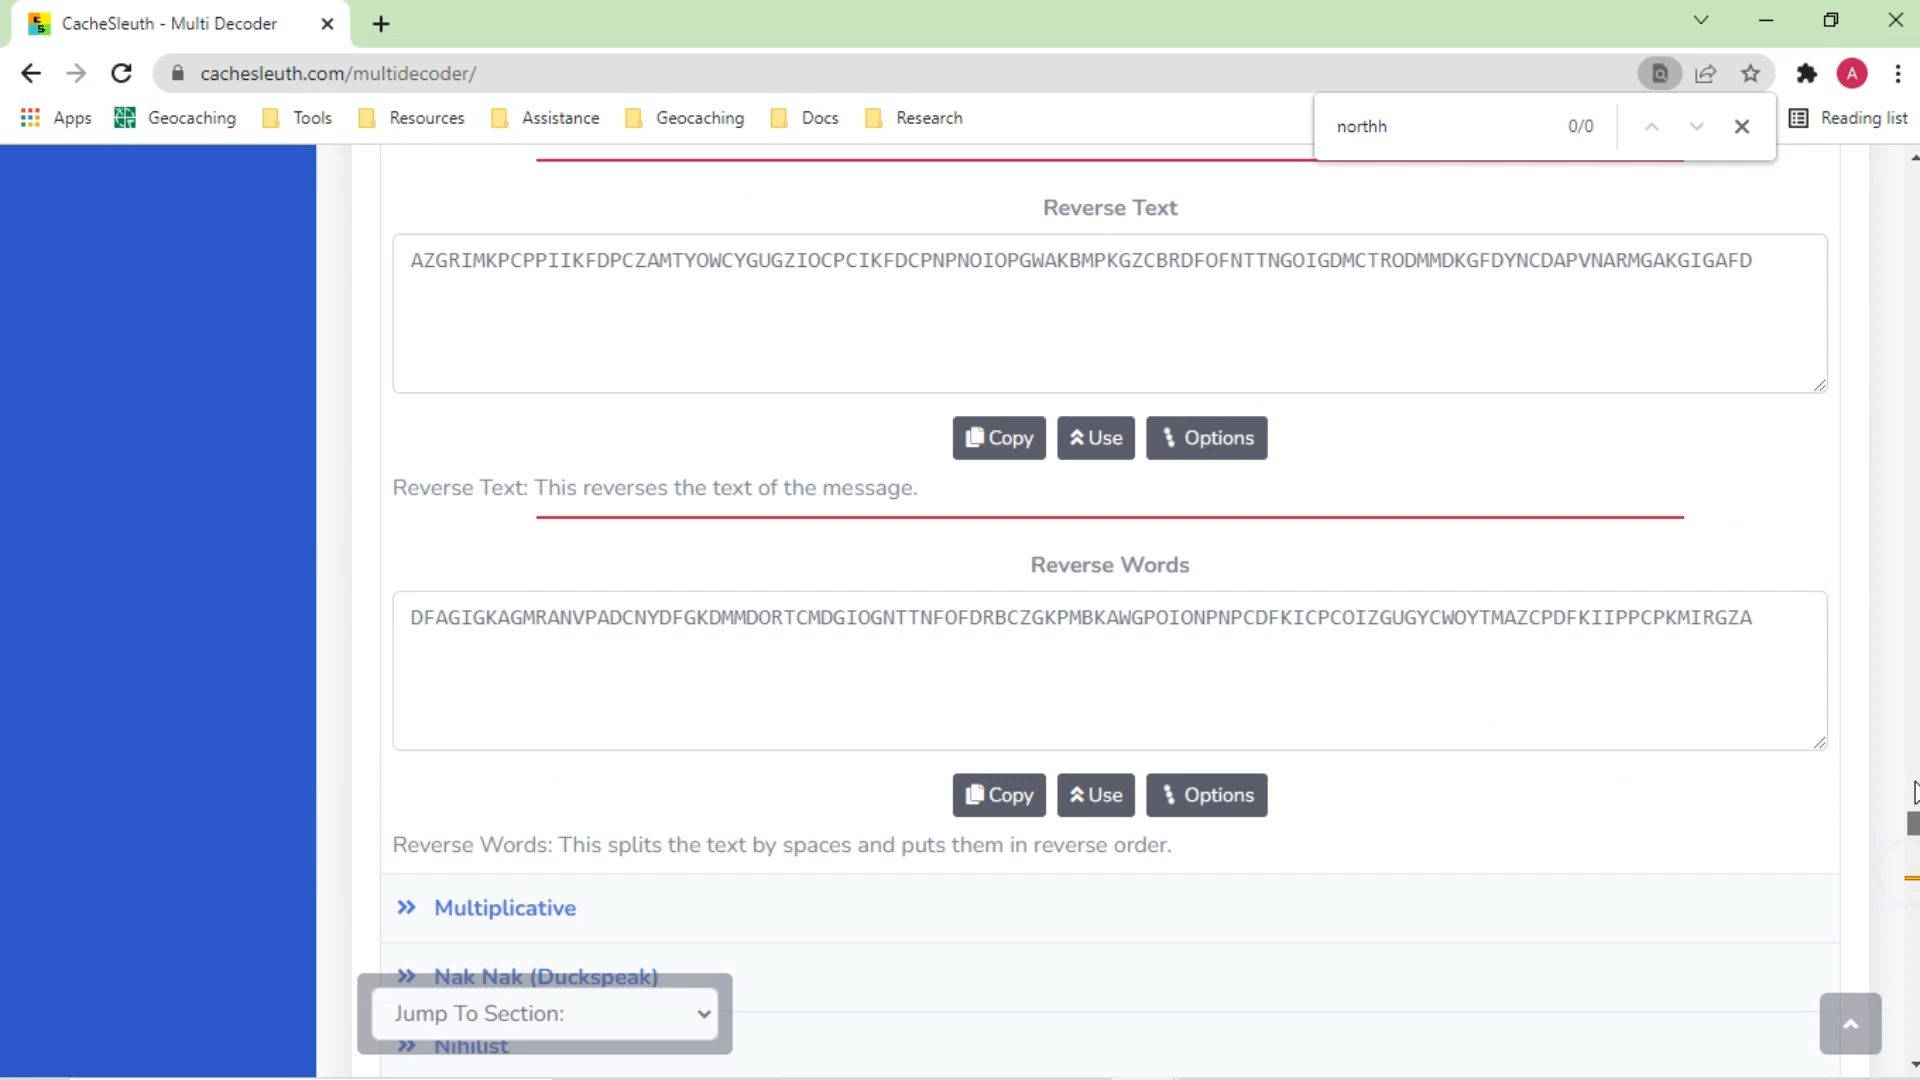 CacheSleuth - Multi Decoder
cachesleuth.com/multidecoder/
A
Apps Geocaching Tools Resources Assistance Geocaching Docs Research
northh 0/0
Reading list
Reverse Text
AZGRIMKPCPPIIKFDPCZAMTYOWCYGUGZIOCPCIKFDCPNPNOIOPGWAKBMPKGZCBRDFOFNTTNGOIGDMCTRODMMDKGFDYNCDAPVNARMGAKGIGAFD
Copy Use Options
Reverse Text: This reverses the text of the message.
Reverse Words
DFAGIGKAGMRANVPADCNYDFGKDMMDORTCMDGIOGNTTNFOFDRBCZGKPMBKAWGPOIONPNPCDFKICPCOIZGUGYCWOYTMAZCPDFKIIPPCPKMIRGZA
Copy Use Options
Reverse Words: This splits the text by spaces and puts them in reverse order.
Multiplicative
Nak Nak (Duckspeak)
Jump To Section:
Nihilist